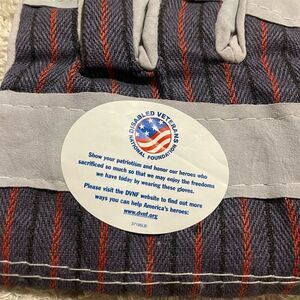 DISABLED VETERANS
NATIONAL FOUNDATION
Show your patriotism and honor our heroes who
sacrificed so much so that we may enjoy the freedoms
we have today by wearing these gloves.
Please visit the DVNF website to find out more
ways you can help America's heroes:
www.dvnf.org